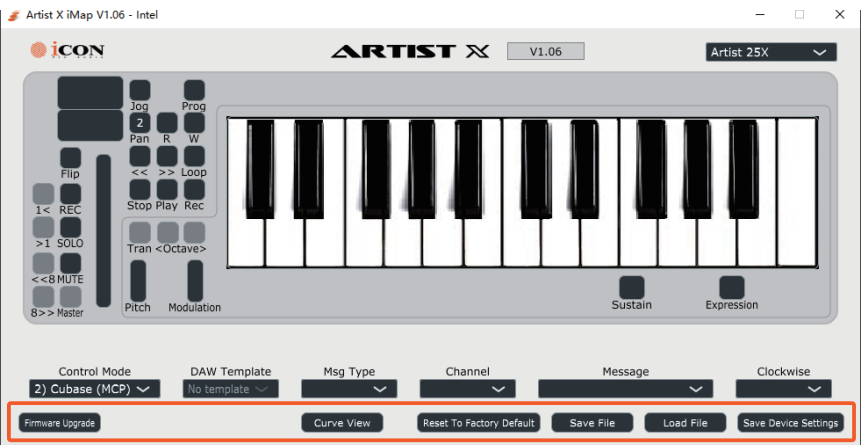 Artist X iMap V1.06 - Intel
iCON
ARTIST X
V1.06
Artist 25X
Jog Prog
2
Pan R W
<< >> Loop
Flip
Stop Play Rec
1< REC
>1 SOLO
Tran <Octave>
<<8 MUTE
8>> Master
Pitch Modulation
Sustain Expression
Control Mode DAW Template Msg Type Channel Message Clockwise
2) Cubase (MCP) No template
Firmware Upgrade Curve View Reset To Factory Default Save File Load File Save Device Settings